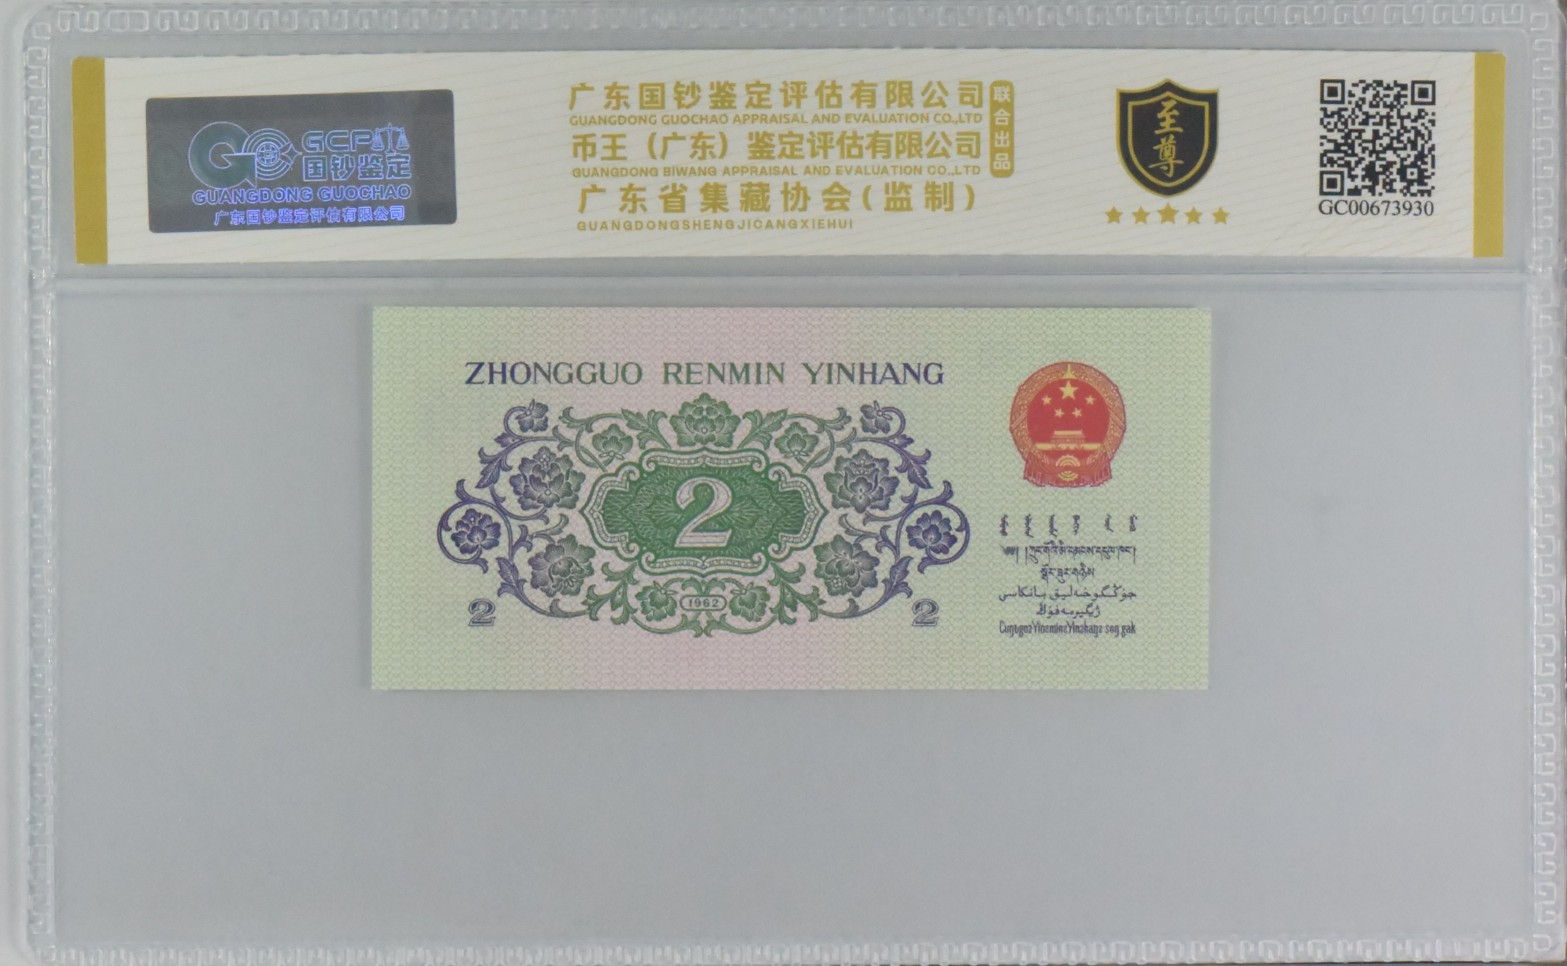 GCP
国钞鉴定
GUANGDONG GUOCHAO
广东国钞鉴定评估有限公司
广东国钞鉴定评估有限公司
GUANGDONG GUOCHAO APPRAISAL AND EVALUATION CO.,LTD
币王（广东）鉴定评估有限公司
GUANGDONG BIWANG APPRAISAL AND EVALUATION CO.,LTD
联合出品
广东省集藏协会(监制)
GUANGDONGSHENGJICANGXIEHUI
至尊
GC00673930
ZHONGGUO RENMIN YINHANG
2
1962
2 2
جۇڭگوخەلىق بانكاسى